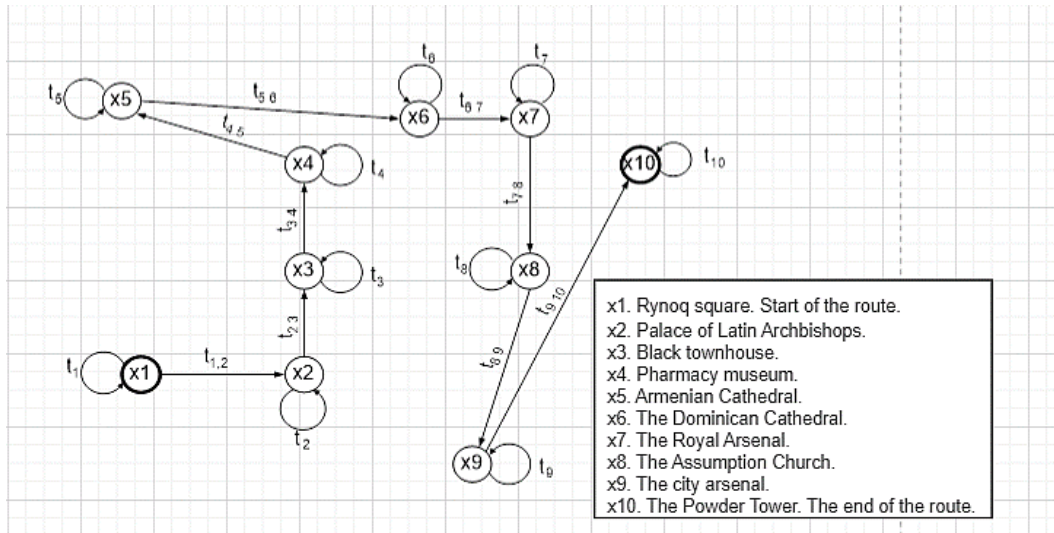 t6
t7
t5
x5
t5 6
x6
t6 7
x7
t4 5
x4
t4
x10
t10
t3 4
t7 8
x3
t3
t8
x8
t2 3
t9 10
t1
x1
t1,2
x2
t8 9
t2
x9
t9
x1. Rynoq square. Start of the route.
x2. Palace of Latin Archbishops.
x3. Black townhouse.
x4. Pharmacy museum.
x5. Armenian Cathedral.
x6. The Dominican Cathedral.
x7. The Royal Arsenal.
x8. The Assumption Church.
x9. The city arsenal.
x10. The Powder Tower. The end of the route.